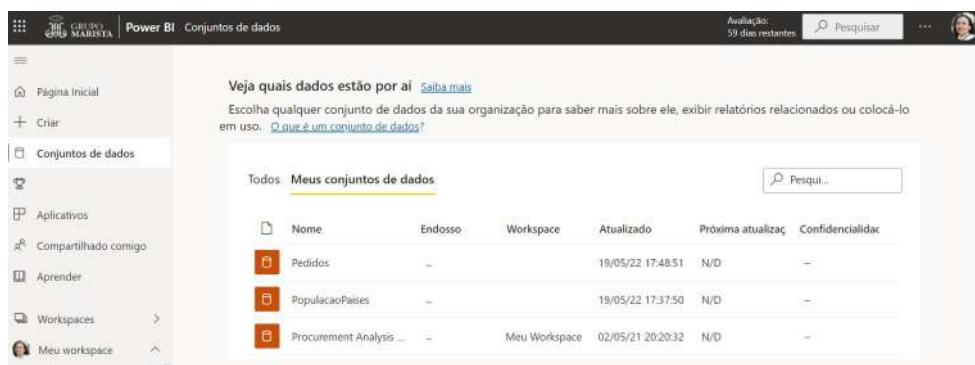 GRUPO MARISTA Power BI Conjuntos de dados Avaliação: 59 dias restantes Pesquisar ...
Página Inicial
Criar
Conjuntos de dados
Aplicativos
Compartilhado comigo
Aprender
Workspaces
Meu workspace
Veja quais dados estão por aí Saiba mais
Escolha qualquer conjunto de dados da sua organização para saber mais sobre ele, exibir relatórios relacionados ou colocá-lo
em uso. O que é um conjunto de dados?
Todos Meus conjuntos de dados Pesqui...
Nome Endosso Workspace Atualizado Próxima atualizaç Confidencialidac
Pedidos – 19/05/22 17:48:51 N/D –
PopulacaoPaises – 19/05/22 17:37:50 N/D –
Procurement Analysis ... – Meu Workspace 02/05/21 20:20:32 N/D –